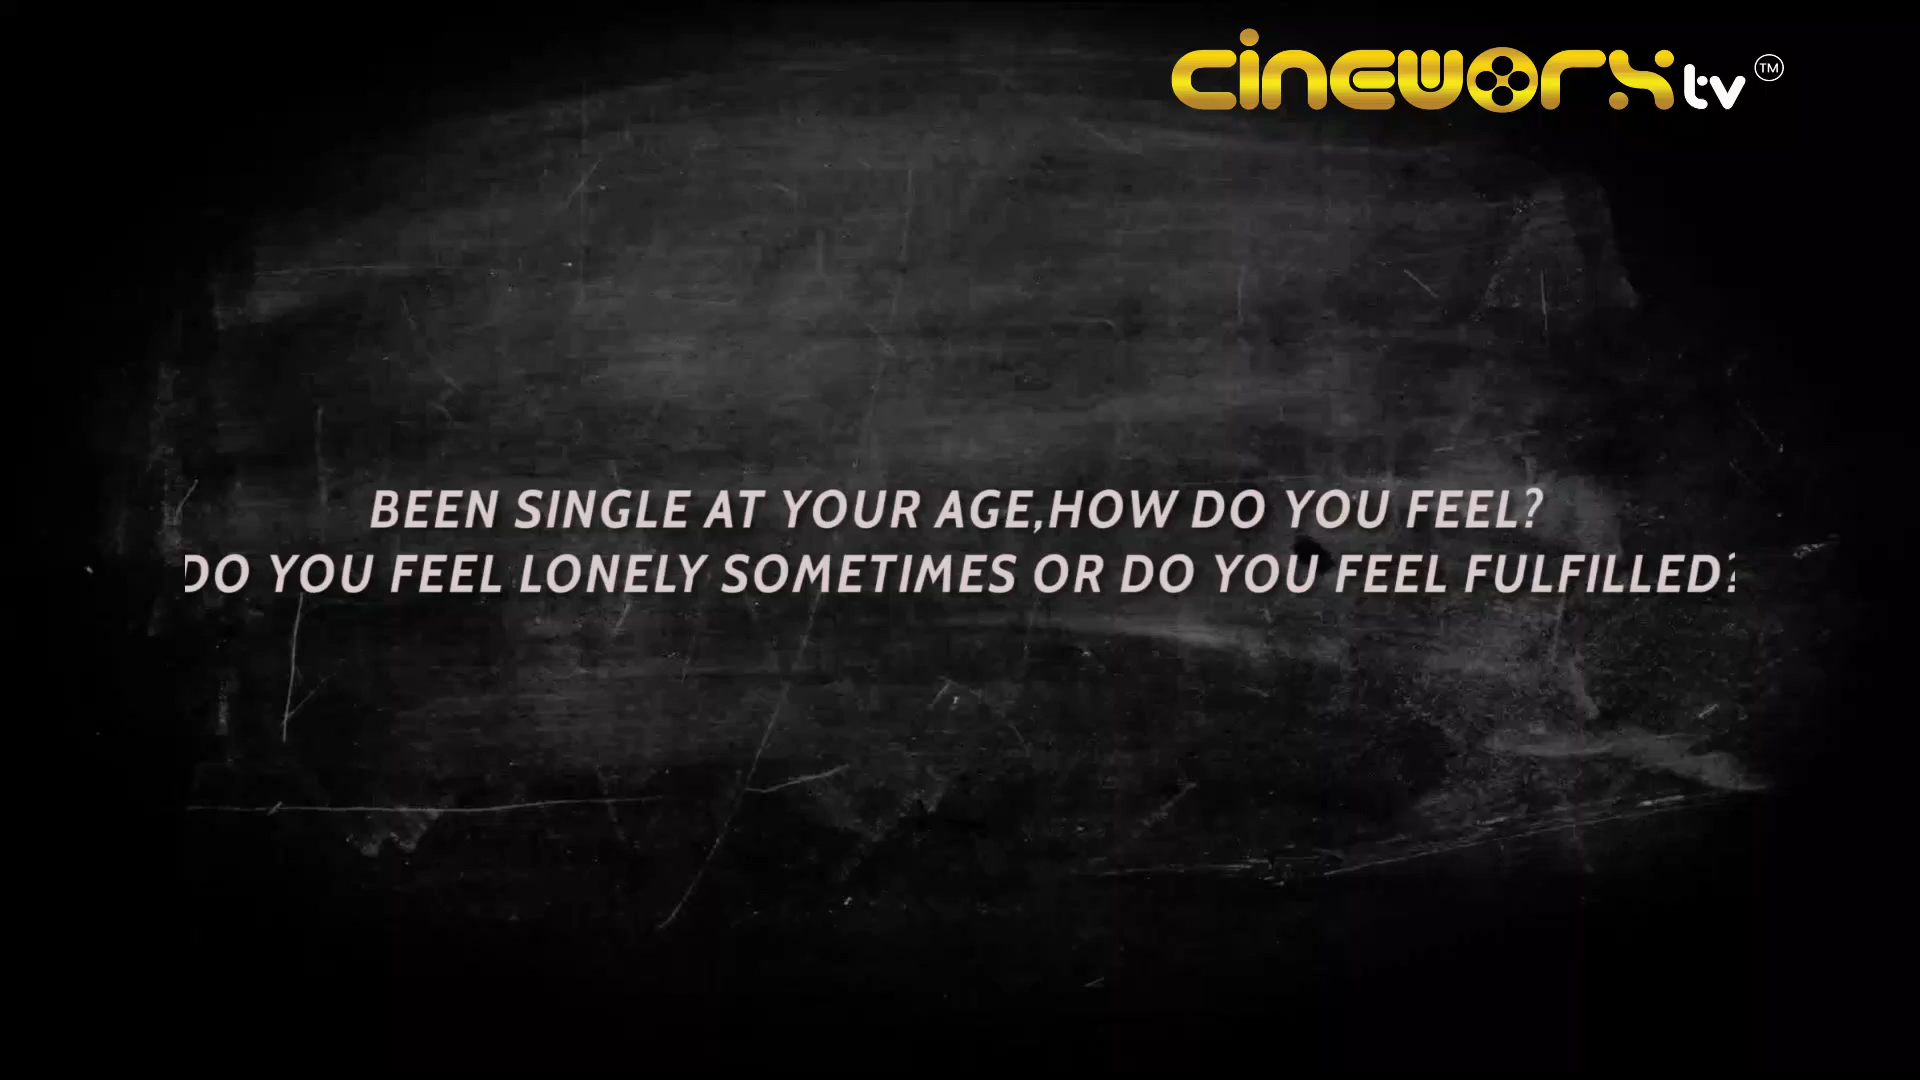 cineworx tv TM
BEEN SINGLE AT YOUR AGE,HOW DO YOU FEEL?
DO YOU FEEL LONELY SOMETIMES OR DO YOU FEEL FULFILLED?